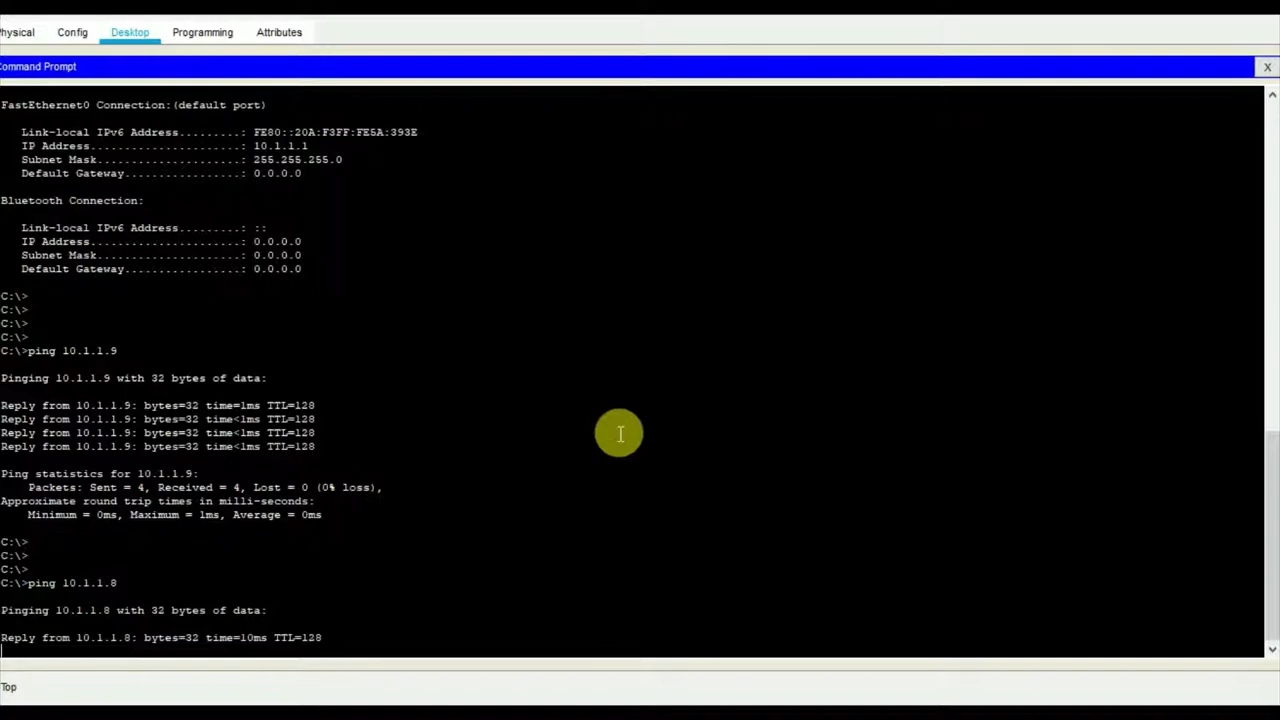 hysical Config Desktop Programming Attributes
ommand Prompt X
FastEthernet0 Connection:(default port)
Link-local IPv6 Address.........: FE80::20A:F3FF:FE5A:393E
IP Address......................: 10.1.1.1
Subnet Mask.....................: 255.255.255.0
Default Gateway.................: 0.0.0.0
Bluetooth Connection:
Link-local IPv6 Address.........: ::
IP Address......................: 0.0.0.0
Subnet Mask.....................: 0.0.0.0
Default Gateway.................: 0.0.0.0
C:\>
C:\>
C:\>
C:\>
C:\>ping 10.1.1.9
Pinging 10.1.1.9 with 32 bytes of data:
Reply from 10.1.1.9: bytes=32 time=1ms TTL=128
Reply from 10.1.1.9: bytes=32 time<1ms TTL=128
Reply from 10.1.1.9: bytes=32 time<1ms TTL=128
Reply from 10.1.1.9: bytes=32 time<1ms TTL=128
Ping statistics for 10.1.1.9:
Packets: Sent = 4, Received = 4, Lost = 0 (0% loss),
Approximate round trip times in milli-seconds:
Minimum = 0ms, Maximum = 1ms, Average = 0ms
C:\>
C:\>
C:\>
C:\>ping 10.1.1.8
Pinging 10.1.1.8 with 32 bytes of data:
Reply from 10.1.1.8: bytes=32 time=10ms TTL=128
Top